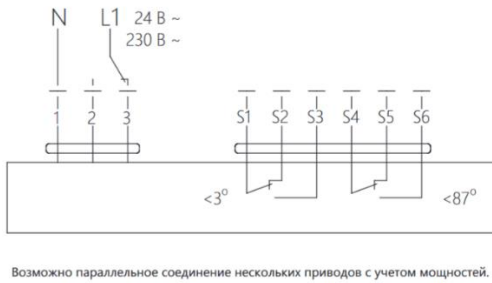 N L1 24 В ~
230 В ~
1 2 3 S1 S2 S3 S4 S5 S6
<3° <87°
Возможно параллельное соединение нескольких приводов с учетом мощностей.